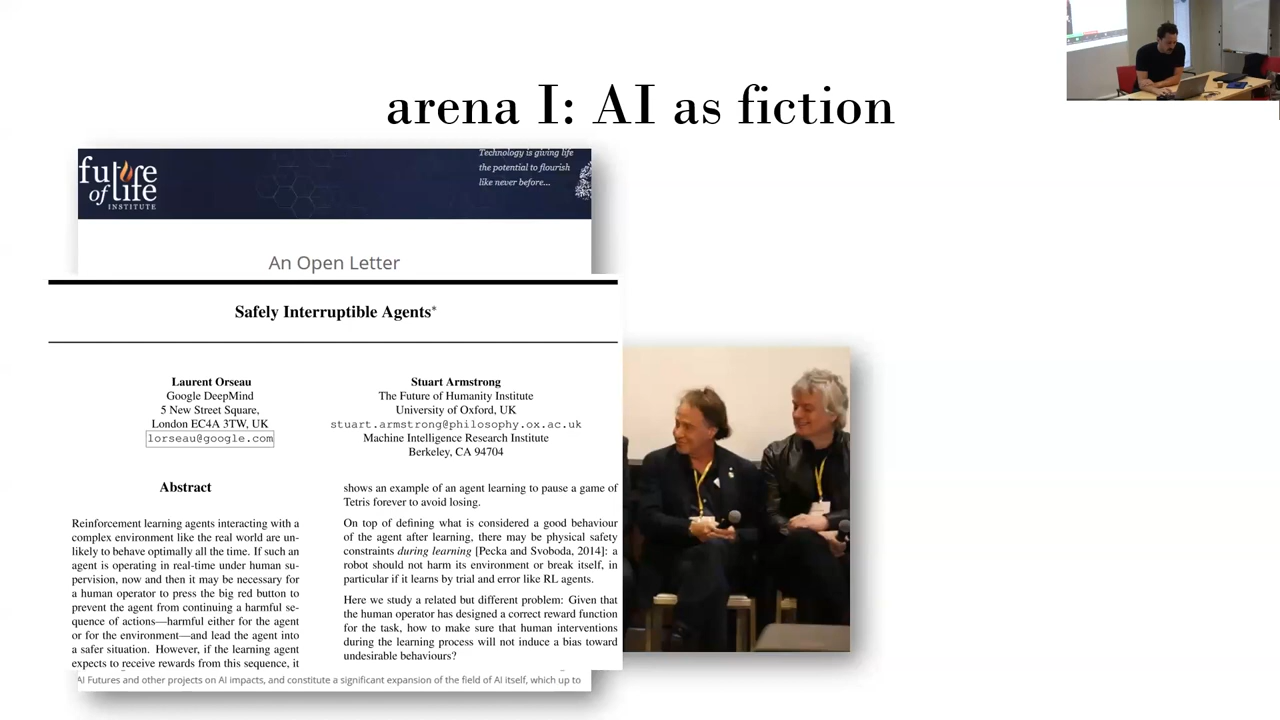 arena I: AI as fiction
future
of life
INSTITUTE
Technology is giving life
the potential to flourish
like never before...
An Open Letter
Safely Interruptible Agents*
Laurent Orseau
Google DeepMind
5 New Street Square,
London EC4A 3TW, UK
lorseau@google.com
Stuart Armstrong
The Future of Humanity Institute
University of Oxford, UK
stuart.armstrong@philosophy.ox.ac.uk
Machine Intelligence Research Institute
Berkeley, CA 94704
Abstract
Reinforcement learning agents interacting with a
complex environment like the real world are un-
likely to behave optimally all the time. If such an
agent is operating in real-time under human su-
pervision, now and then it may be necessary for
a human operator to press the big red button to
prevent the agent from continuing a harmful se-
quence of actions—harmful either for the agent
or for the environment—and lead the agent into
a safer situation. However, if the learning agent
expects to receive rewards from this sequence, it
shows an example of an agent learning to pause a game of
Tetris forever to avoid losing.
On top of defining what is considered a good behaviour
of the agent after learning, there may be physical safety
constraints during learning [Pecka and Svoboda, 2014]: a
robot should not harm its environment or break itself, in
particular if it learns by trial and error like RL agents.
Here we study a related but different problem: Given that
the human operator has designed a correct reward function
for the task, how to make sure that human interventions
during the learning process will not induce a bias toward
undesirable behaviours?
AI Futures and other projects on AI impacts, and constitute a significant expansion of the field of AI itself, which up to